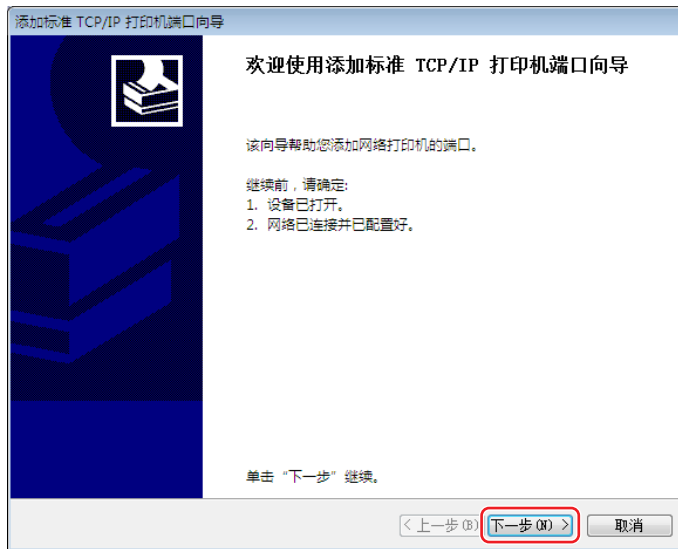 添加标准 TCP/IP 打印机端口向导
欢迎使用添加标准 TCP/IP 打印机端口向导
该向导帮助您添加网络打印机的端口。
继续前，请确定:
1. 设备已打开。
2. 网络已连接并已配置好。
单击“下一步”继续。
< 上一步(B) 下一步(N) > 取消